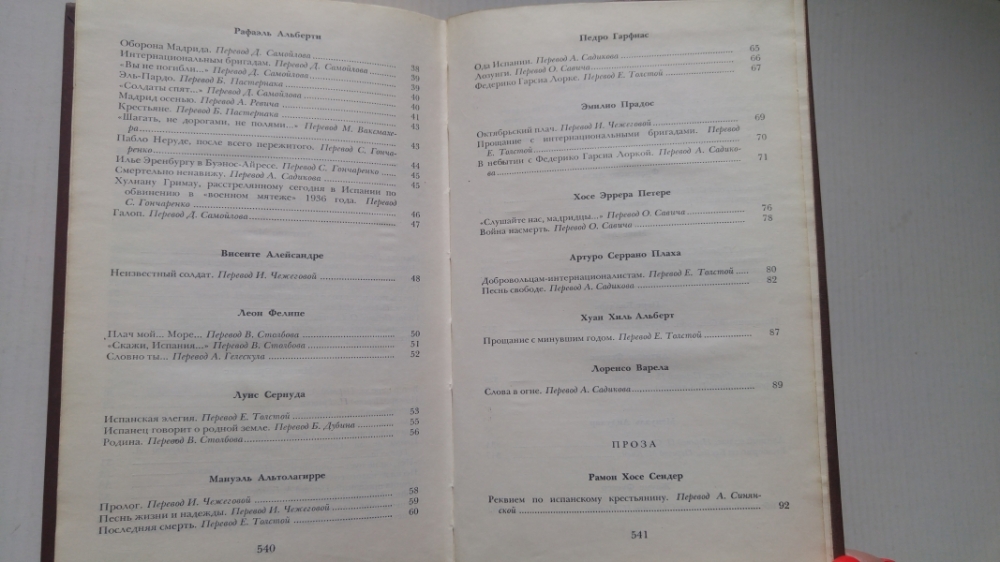 Рафаэль Альберти
Оборона Мадрида. Перевод Д. Самойлова 38
Интернациональным бригадам. Перевод Д. Самойлова 39
"Вы не погибли..." Перевод Д. Самойлова 39
Эль-Пардо. Перевод Б. Пастернака 40
"Солдаты спят..." Перевод Д. Самойлова 40
Мадрид осенью. Перевод А. Ревича 41
Крестьяне. Перевод Б. Пастернака 43
"Шагать, не дорогами, не полями..." Перевод М. Ваксмахе-
ра 43
Пабло Неруде, после всего пережитого. Перевод С. Гонча-
ренко 44
Илье Эренбургу в Буэнос-Айресе. Перевод С. Гончаренко 45
Смертельно ненавижу. Перевод А. Садикова 45
Хулиану Гримау, расстрелянному сегодня в Испании по
обвинению в «военном мятеже» 1936 года. Перевод
С. Гончаренко 46
Галоп. Перевод Д. Самойлова 47
Висенте Алейсандре
Неизвестный солдат. Перевод И. Чежеговой 48
Леон Фелипе
Плач мой... Море... Перевод В. Столбова 50
«Скажи, Испания...» Перевод В. Столбова 51
Словно ты... Перевод А. Гелескула 52
Луис Сернуда
Испанская элегия. Перевод Е. Толстой 53
Испанец говорит о родной земле. Перевод Б. Дубина 55
Родина. Перевод В. Столбова 56
Мануэль Альтолагирре
Пролог. Перевод И. Чежеговой 58
Песнь жизни и надежды. Перевод И. Чежеговой 59
Последняя смерть. Перевод Е. Толстой 60
540
Педро Гарфиас
Ода Испании. Перевод А. Садикова 65
Лозунги. Перевод О. Савича 66
Федерико Гарсиа Лорке. Перевод Е. Толстой 67
Эмилио Прадос
Октябрьский плач. Перевод И. Чежеговой 69
Прощание с интернациональными бригадами. Перевод
Е. Толстой 70
В небытии с Федерико Гарсиа Лоркой. Перевод А. Садико-
ва 71
Хосе Эррера Петере
«Слушайте нас, мадридцы...» Перевод О. Савича 76
Война насмерть. Перевод О. Савича 78
Артуро Серрано Плаха
Добровольцам-интернационалистам. Перевод Е. Толстой 80
Песнь свободе. Перевод А. Садикова 82
Хуан Хиль Альберт
Прощание с минувшим годом. Перевод Е. Толстой 87
Лоренсо Варела
Слова в огне. Перевод А. Садикова 89
ПРОЗА
Рамон Хосе Сендер
Реквием по испанскому крестьянину. Перевод А. Синян-
ской 92
541